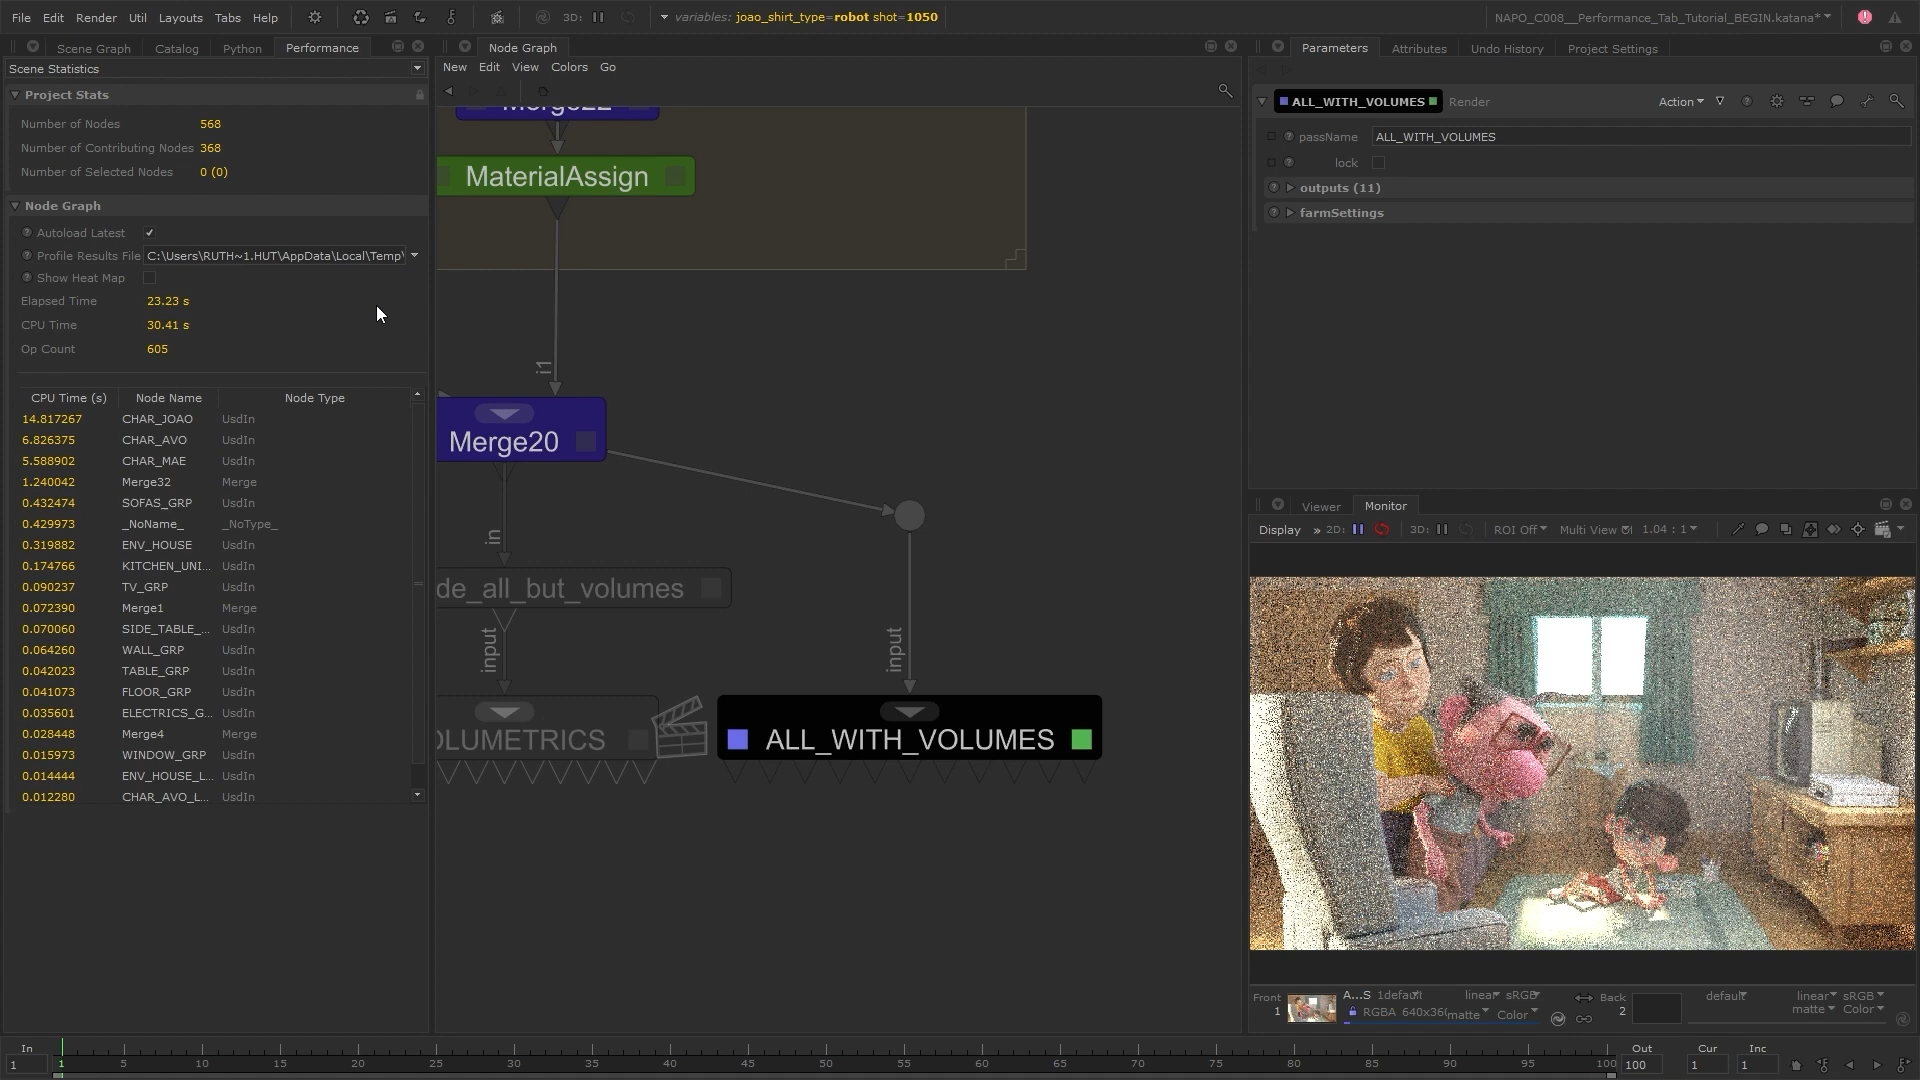 File Edit Render Util Layouts Tabs Help 3D: variables: joao_shirt_type=robot shot=1050 NAPO_C008__Performance_Tab_Tutorial_BEGIN.katana*
Scene Graph Catalog Python Performance
Scene Statistics
Project Stats
Number of Nodes 568
Number of Contributing Nodes 368
Number of Selected Nodes 0 (0)
Node Graph
Autoload Latest
Profile Results File C:\Users\RUTH~1.HUT\AppData\Local\Temp\
Show Heat Map
Elapsed Time 23.23 s
CPU Time 30.41 s
Op Count 605
CPU Time (s) Node Name Node Type
14.817267 CHAR_JOAO UsdIn
6.826375 CHAR_AVO UsdIn
5.588902 CHAR_MAE UsdIn
1.240042 Merge32 Merge
0.432474 SOFAS_GRP UsdIn
0.429973 _NoName_ _NoType_
0.319882 ENV_HOUSE UsdIn
0.174766 KITCHEN_UNI... UsdIn
0.090237 TV_GRP UsdIn
0.072390 Merge1 Merge
0.070060 SIDE_TABLE_... UsdIn
0.064260 WALL_GRP UsdIn
0.042023 TABLE_GRP UsdIn
0.041073 FLOOR_GRP UsdIn
0.035601 ELECTRICS_G... UsdIn
0.028448 Merge4 Merge
0.015973 WINDOW_GRP UsdIn
0.014444 ENV_HOUSE_L... UsdIn
0.012280 CHAR_AVO_L... UsdIn
Node Graph
New Edit View Colors Go
Merge22
MaterialAssign
i1
Merge20
in
de_all_but_volumes
input
input
OLUMETRICS
ALL_WITH_VOLUMES
Parameters Attributes Undo History Project Settings
ALL_WITH_VOLUMES Render Action
passName ALL_WITH_VOLUMES
lock
outputs (11)
farmSettings
Viewer Monitor
Display » 2D: 3D: ROI Off Multi View 1.04 : 1
Front A...S 1default linear sRGB Back default linear sRGB
1 RGBA 640x36( matte Color 2 matte Color
In 1
1 5 10 15 20 25 30 35 40 45 50 55 60 65 70 75 80 85 90 95 100
Out 100 Cur 1 Inc 1